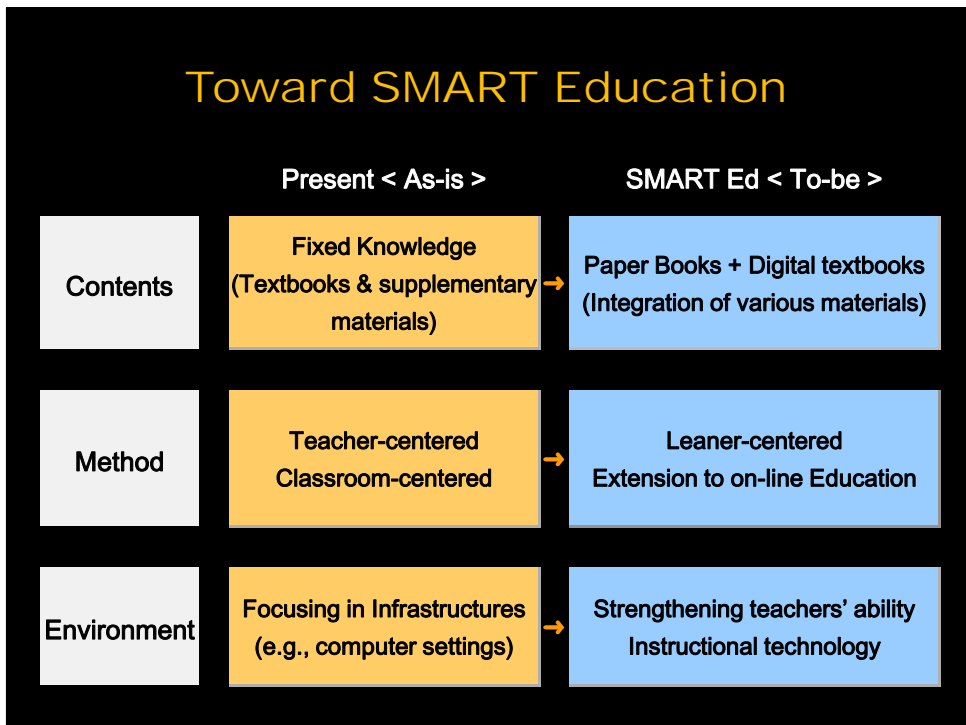 Toward SMART Education
Present < As-is >
SMART Ed < To-be >
Contents
Fixed Knowledge
(Textbooks & supplementary
materials)
→
Paper Books + Digital textbooks
(Integration of various materials)
Method
Teacher-centered
Classroom-centered
→
Leaner-centered
Extension to on-line Education
Environment
Focusing in Infrastructures
(e.g., computer settings)
→
Strengthening teachers’ ability
Instructional technology